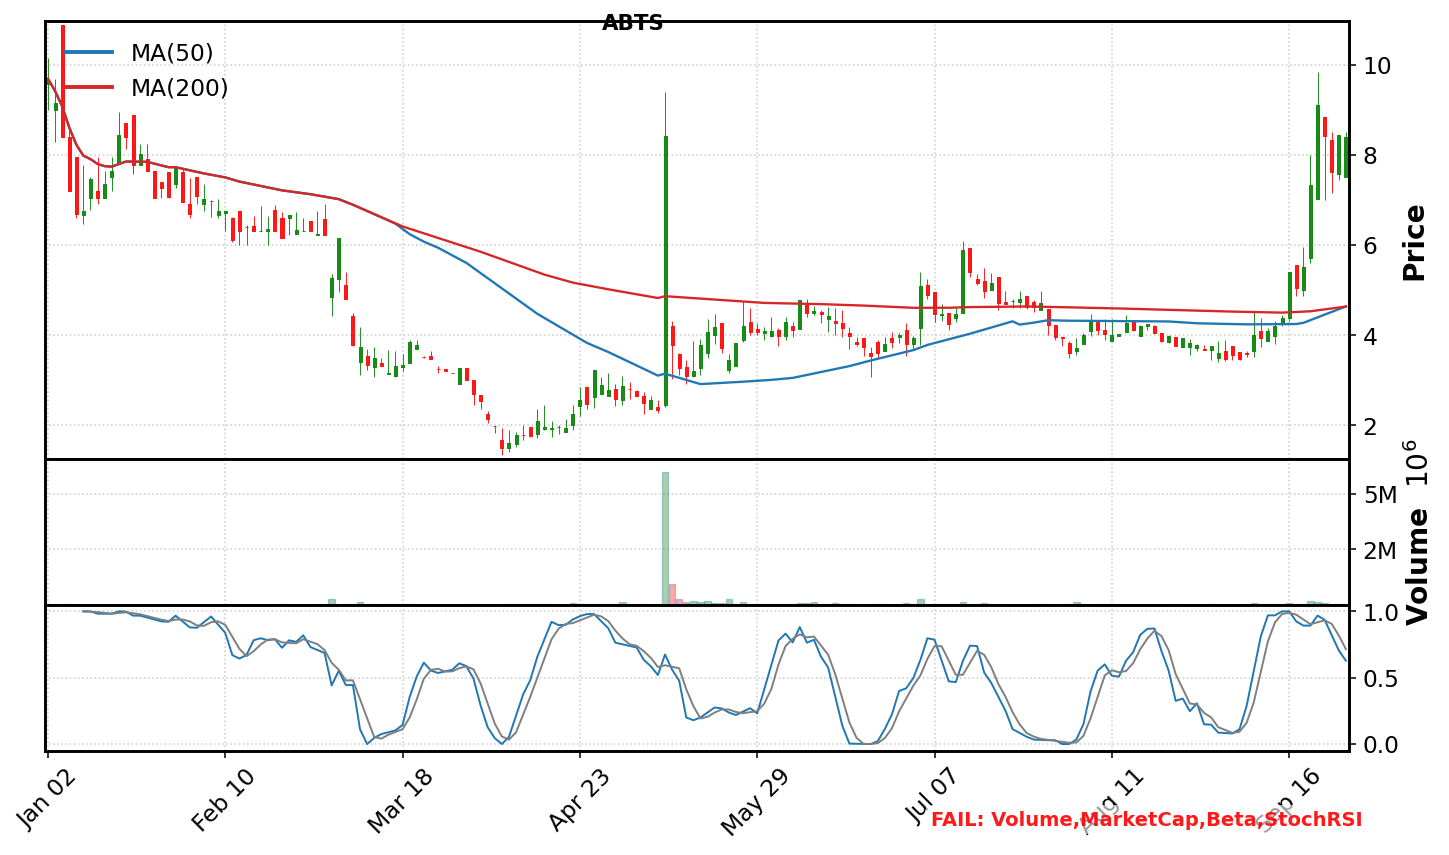 ABTS
MA(50)
MA(200)
10
8
6
4
2
Price
5M
2M
Volume 10^6
1.0
0.5
0.0
Jan 02
Feb 10
Mar 18
Apr 23
May 29
Jul 07
Aug 11
Sep 16
FAIL: Volume,MarketCap,Beta,StochRSI